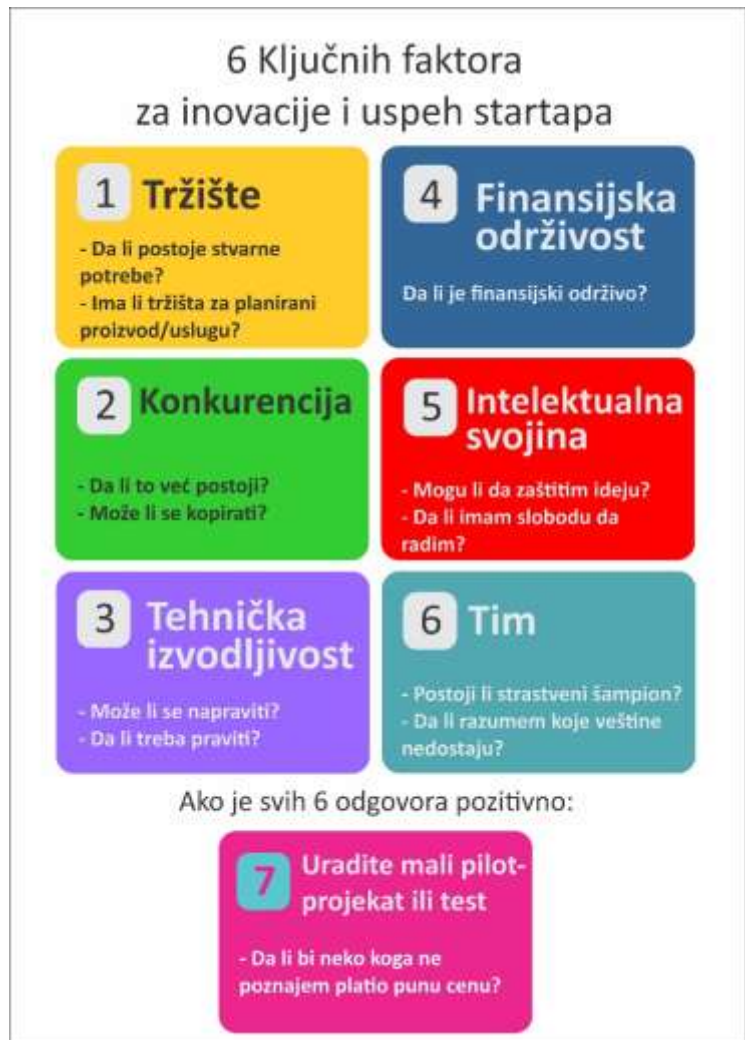 6 Ključnih faktora
za inovacije i uspeh startapa
1 Tržište
- Da li postoje stvarne
potrebe?
- Ima li tržišta za planirani
proizvod/uslugu?
2 Konkurencija
- Da li to već postoji?
- Može li se kopirati?
3 Tehnička
izvodljivost
- Može li se napraviti?
- Da li treba praviti?
4 Finansijska
održivost
Da li je finansijski održivo?
5 Intelektualna
svojina
- Mogu li da zaštitim ideju?
- Da li imam slobodu da
radim?
6 Tim
- Postoji li strastveni šampion?
- Da li razumem koje veštine
nedostaju?
Ako je svih 6 odgovora pozitivno:
7 Uradite mali pilot-
projekat ili test
- Da li bi neko koga ne
poznajem platio punu cenu?